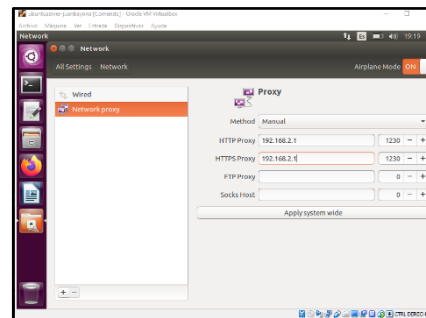 [Corriendo] - Oracle VM VirtualBox
Archivo Máquina Ver Entrada Dispositivos Ayuda
Network
19:19
Network
All Settings Network
Airplane Mode ON
Wired
Network proxy
Proxy
Method Manual
HTTP Proxy 192.168.2.1 1230 - +
HTTPS Proxy 192.168.2.1 1230 - +
FTP Proxy 0 - +
Socks Host 0 - +
Apply system wide
+ -
CTRL DERECHA